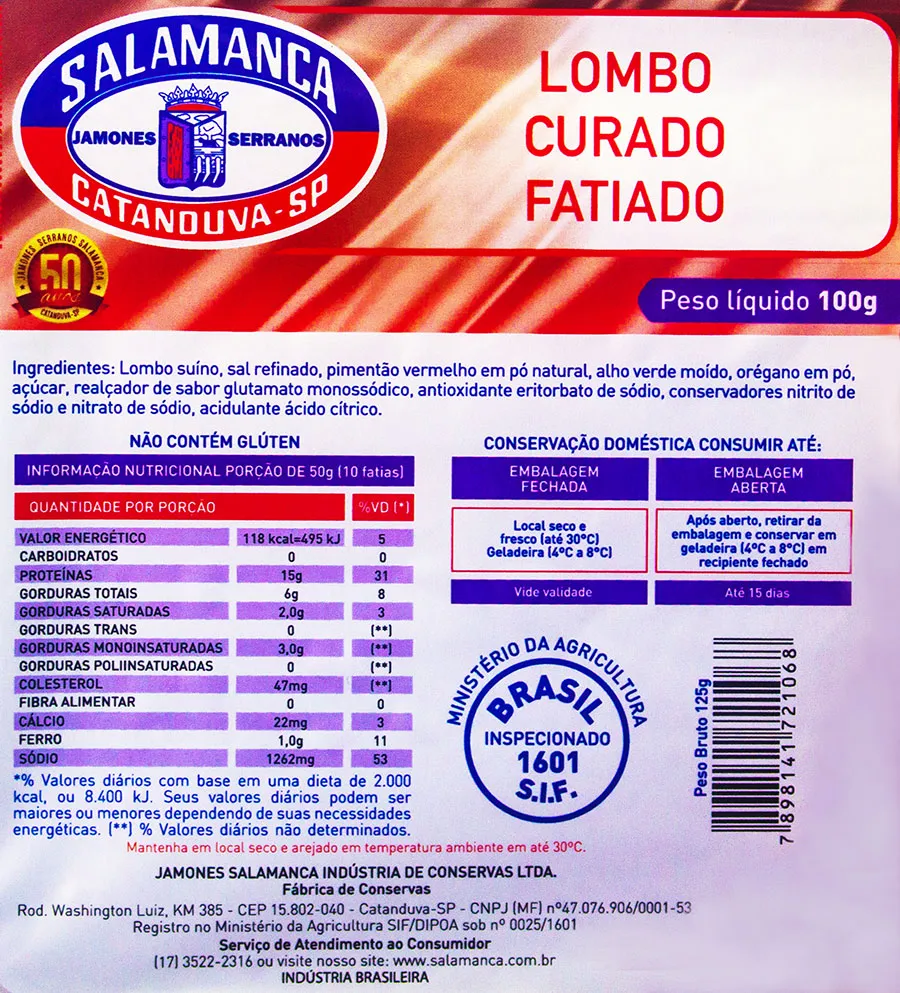 SALAMANCA
JAMONES SERRANOS
CATANDUVA-SP
JAMONES SERRANOS SALAMANCA
50
anos
CATANDUVA-SP
LOMBO
CURADO
FATIADO
Peso líquido 100g
Ingredientes: Lombo suíno, sal refinado, pimentão vermelho em pó natural, alho verde moído, orégano em pó,
açúcar, realçador de sabor glutamato monossódico, antioxidante eritorbato de sódio, conservadores nitrito de
sódio e nitrato de sódio, acidulante ácido cítrico.
NÃO CONTÉM GLÚTEN
INFORMAÇÃO NUTRICIONAL PORÇÃO DE 50g (10 fatias)
QUANTIDADE POR PORÇÃO %VD (*)
VALOR ENERGÉTICO 118 kcal=495 kJ 5
CARBOIDRATOS 0 0
PROTEÍNAS 15g 31
GORDURAS TOTAIS 6g 8
GORDURAS SATURADAS 2,0g 3
GORDURAS TRANS 0 (**)
GORDURAS MONOINSATURADAS 3,0g (**)
GORDURAS POLIINSATURADAS 0 (**)
COLESTEROL 47mg (**)
FIBRA ALIMENTAR 0 0
CÁLCIO 22mg 3
FERRO 1,0g 11
SÓDIO 1262mg 53
*% Valores diários com base em uma dieta de 2.000
kcal, ou 8.400 kJ. Seus valores diários podem ser
maiores ou menores dependendo de suas necessidades
energéticas. (**) % Valores diários não determinados.
CONSERVAÇÃO DOMÉSTICA CONSUMIR ATÉ:
EMBALAGEM
FECHADA
Local seco e
fresco (até 30°C)
Geladeira (4°C a 8°C)
Vide validade
EMBALAGEM
ABERTA
Após aberto, retirar da
embalagem e conservar em
geladeira (4°C a 8°C) em
recipiente fechado
Até 15 dias
MINISTÉRIO DA AGRICULTURA
BRASIL
INSPECIONADO
1601
S.I.F.
Peso Bruto 125g
7 898141 721068
Mantenha em local seco e arejado em temperatura ambiente em até 30°C.
JAMONES SALAMANCA INDÚSTRIA DE CONSERVAS LTDA.
Fábrica de Conservas
Rod. Washington Luiz, KM 385 - CEP 15.802-040 - Catanduva-SP - CNPJ (MF) nº47.076.906/0001-53
Registro no Ministério da Agricultura SIF/DIPOA sob nº 0025/1601
Serviço de Atendimento ao Consumidor
(17) 3522-2316 ou visite nosso site: www.salamanca.com.br
INDÚSTRIA BRASILEIRA